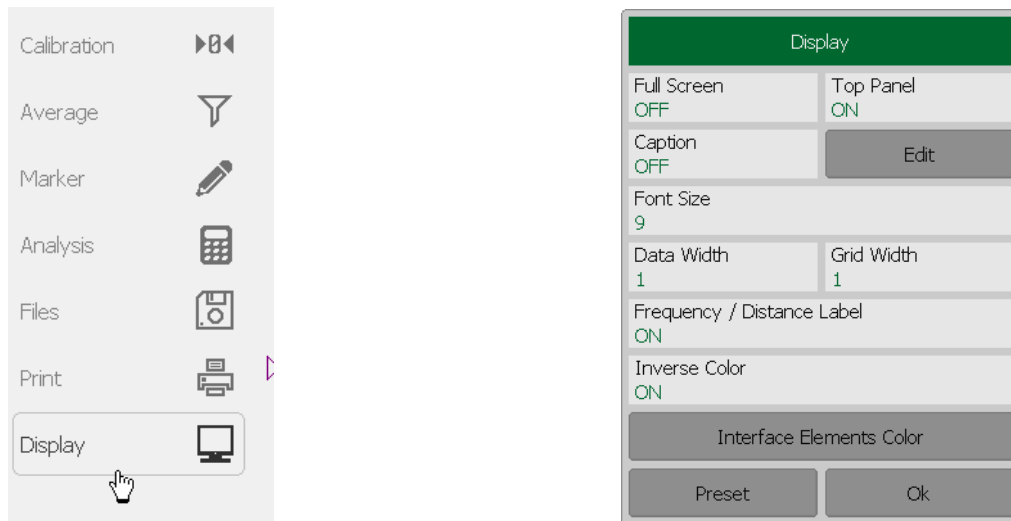 Calibration
Average
Marker
Analysis
Files
Print
Display
Display
Full Screen
OFF
Top Panel
ON
Caption
OFF
Edit
Font Size
9
Data Width
1
Grid Width
1
Frequency / Distance Label
ON
Inverse Color
ON
Interface Elements Color
Preset
Ok